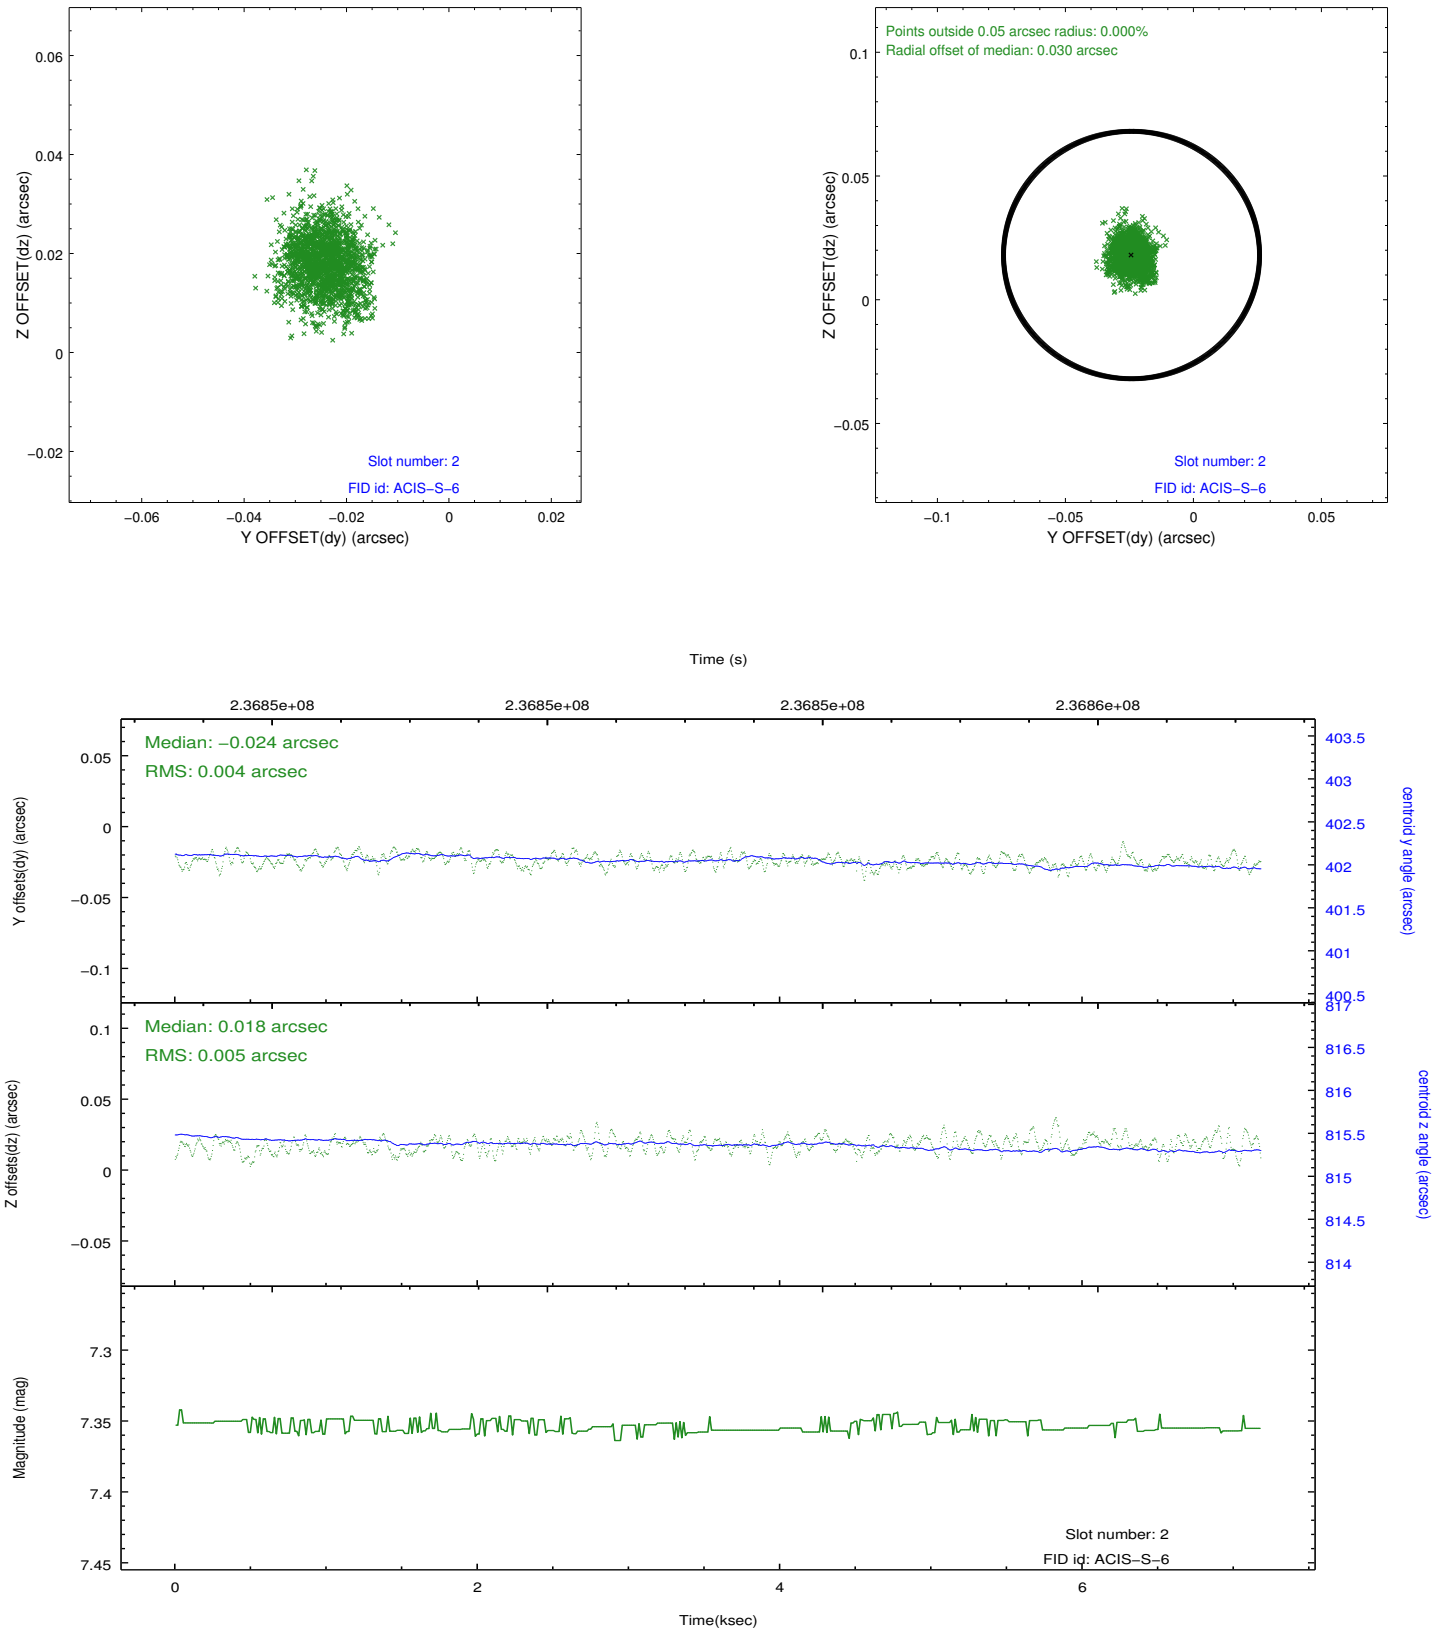 0.06
0.04
0.02
0
−0.02
Z OFFSET(dz) (arcsec)
Slot number: 2
FID id: ACIS−S−6
−0.06
−0.04
−0.02
0
0.02
Y OFFSET(dy) (arcsec)
Points outside 0.05 arcsec radius: 0.000%
Radial offset of median: 0.030 arcsec
0.1
0.05
0
−0.05
Z OFFSET(dz) (arcsec)
Slot number: 2
FID id: ACIS−S−6
−0.1
−0.05
0
0.05
Y OFFSET(dy) (arcsec)
Time (s)
2.3685e+08
2.3685e+08
2.3685e+08
2.3686e+08
Median: −0.024 arcsec
RMS: 0.004 arcsec
0.05
0
−0.05
−0.1
Y offsets(dy) (arcsec)
403.5
403
402.5
402
401.5
401
400.5
centroid y angle (arcsec)
Median: 0.018 arcsec
RMS: 0.005 arcsec
0.1
0.05
0
−0.05
Z offsets(dz) (arcsec)
817
816.5
816
815.5
815
814.5
814
centroid z angle (arcsec)
7.3
7.35
7.4
7.45
Magnitude (mag)
Slot number: 2
FID id: ACIS−S−6
0
2
4
6
Time(ksec)